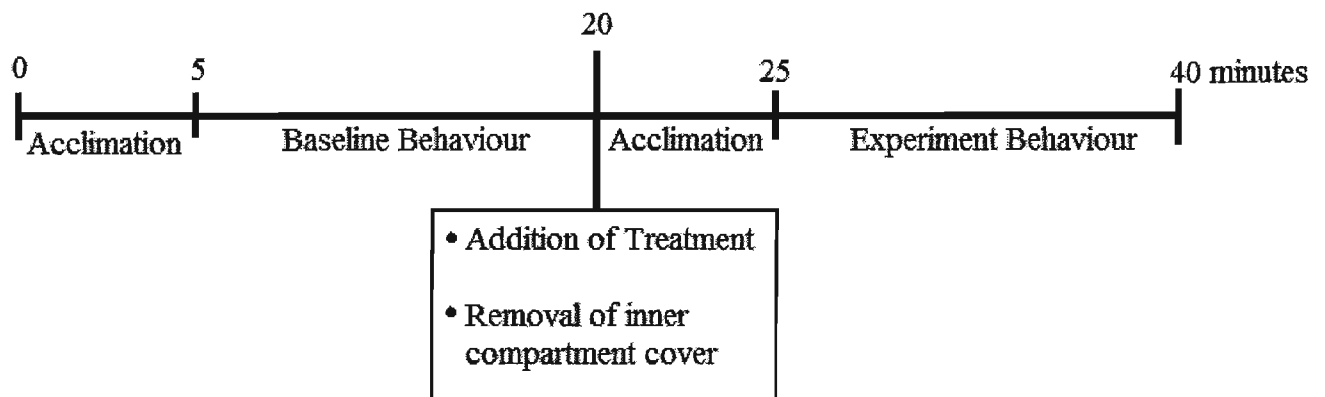 20
0 5 25 40 minutes
Acclimation Baseline Behaviour Acclimation Experiment Behaviour
• Addition of Treatment
• Removal of inner
compartment cover